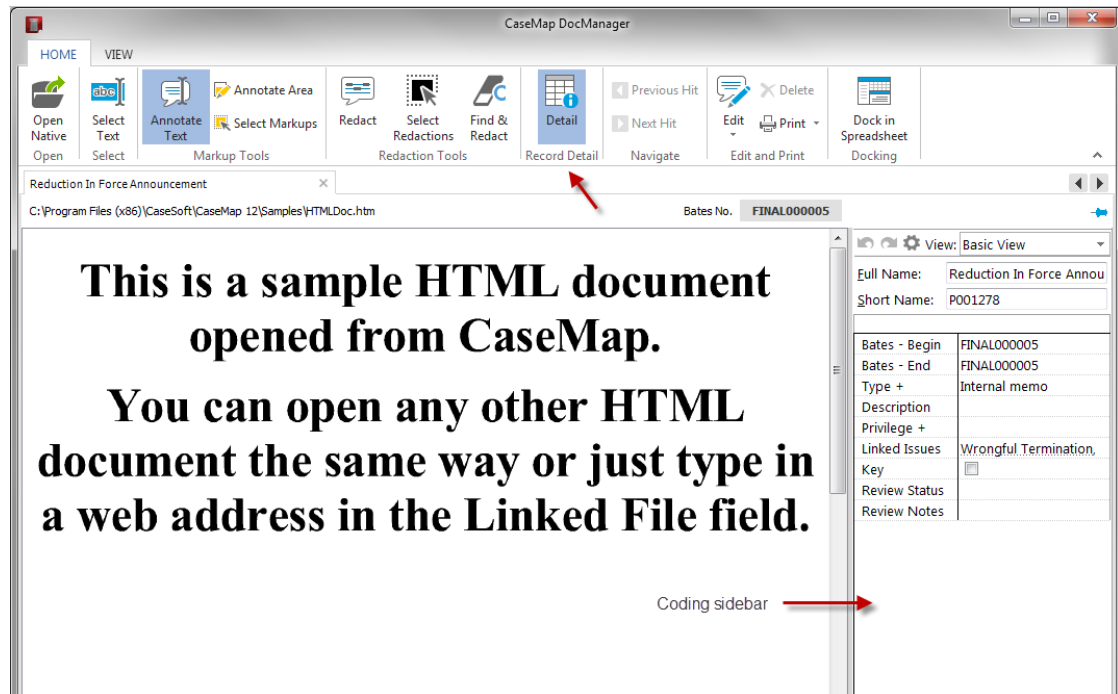 CaseMap DocManager
HOME VIEW
Open Native
Select Text
Annotate Text
Annotate Area
Select Markups
Redact
Select Redactions
Find & Redact
Detail
Previous Hit
Next Hit
Edit
Delete
Print
Dock in Spreadsheet
Open Select Markup Tools Redaction Tools Record Detail Navigate Edit and Print Docking
Reduction In Force Announcement
C:\Program Files (x86)\CaseSoft\CaseMap 12\Samples\HTMLDoc.htm Bates No. FINAL000005
This is a sample HTML document
opened from CaseMap.
You can open any other HTML
document the same way or just type in
a web address in the Linked File field.
Coding sidebar
View: Basic View
Full Name: Reduction In Force Annou
Short Name: P001278
Bates - Begin FINAL000005
Bates - End FINAL000005
Type + Internal memo
Description
Privilege +
Linked Issues Wrongful Termination,
Key
Review Status
Review Notes